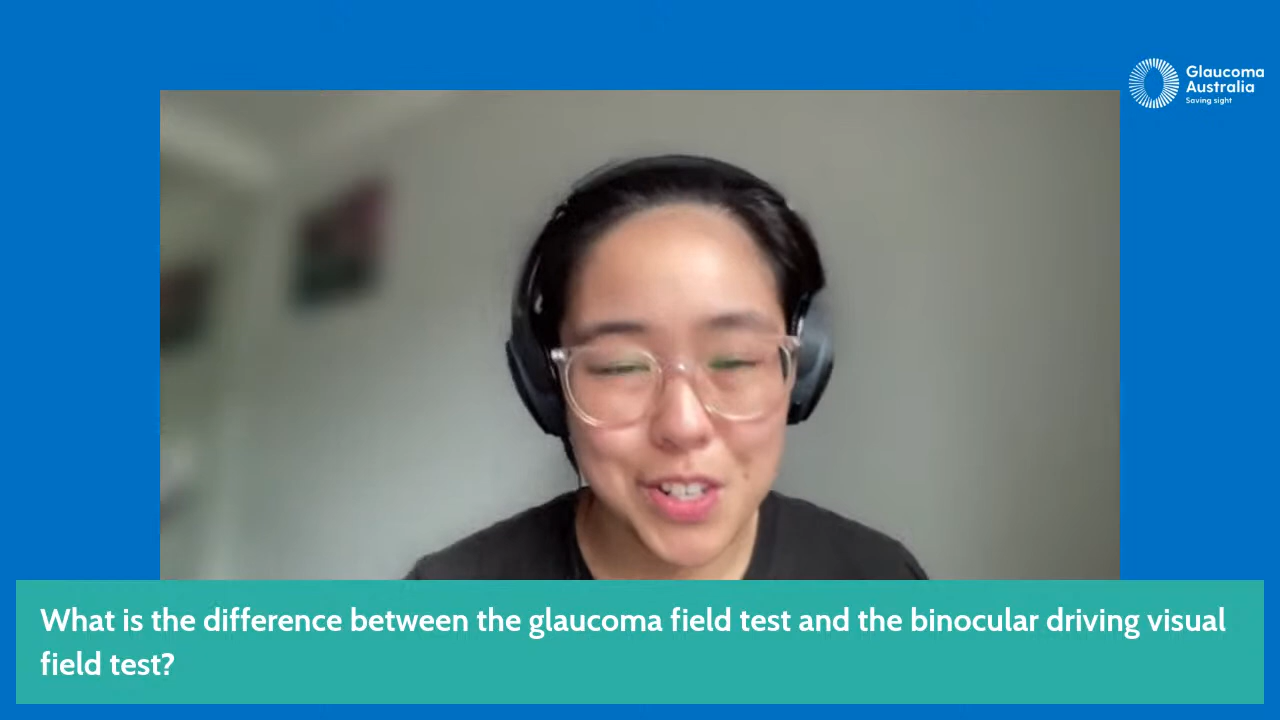 Glaucoma
Australia
Saving sight
What is the difference between the glaucoma field test and the binocular driving visual
field test?